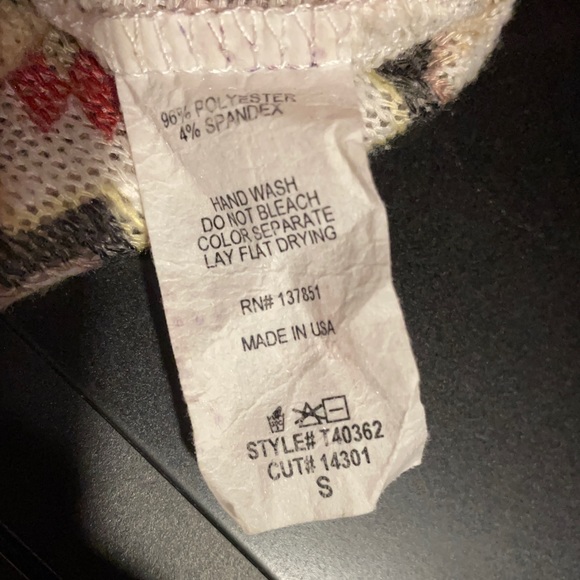 96% POLYESTER
4% SPANDEX
HAND WASH
DO NOT BLEACH
COLOR SEPARATE
LAY FLAT DRYING
RN# 137851
MADE IN USA
STYLE# T40362
CUT# 14301
S